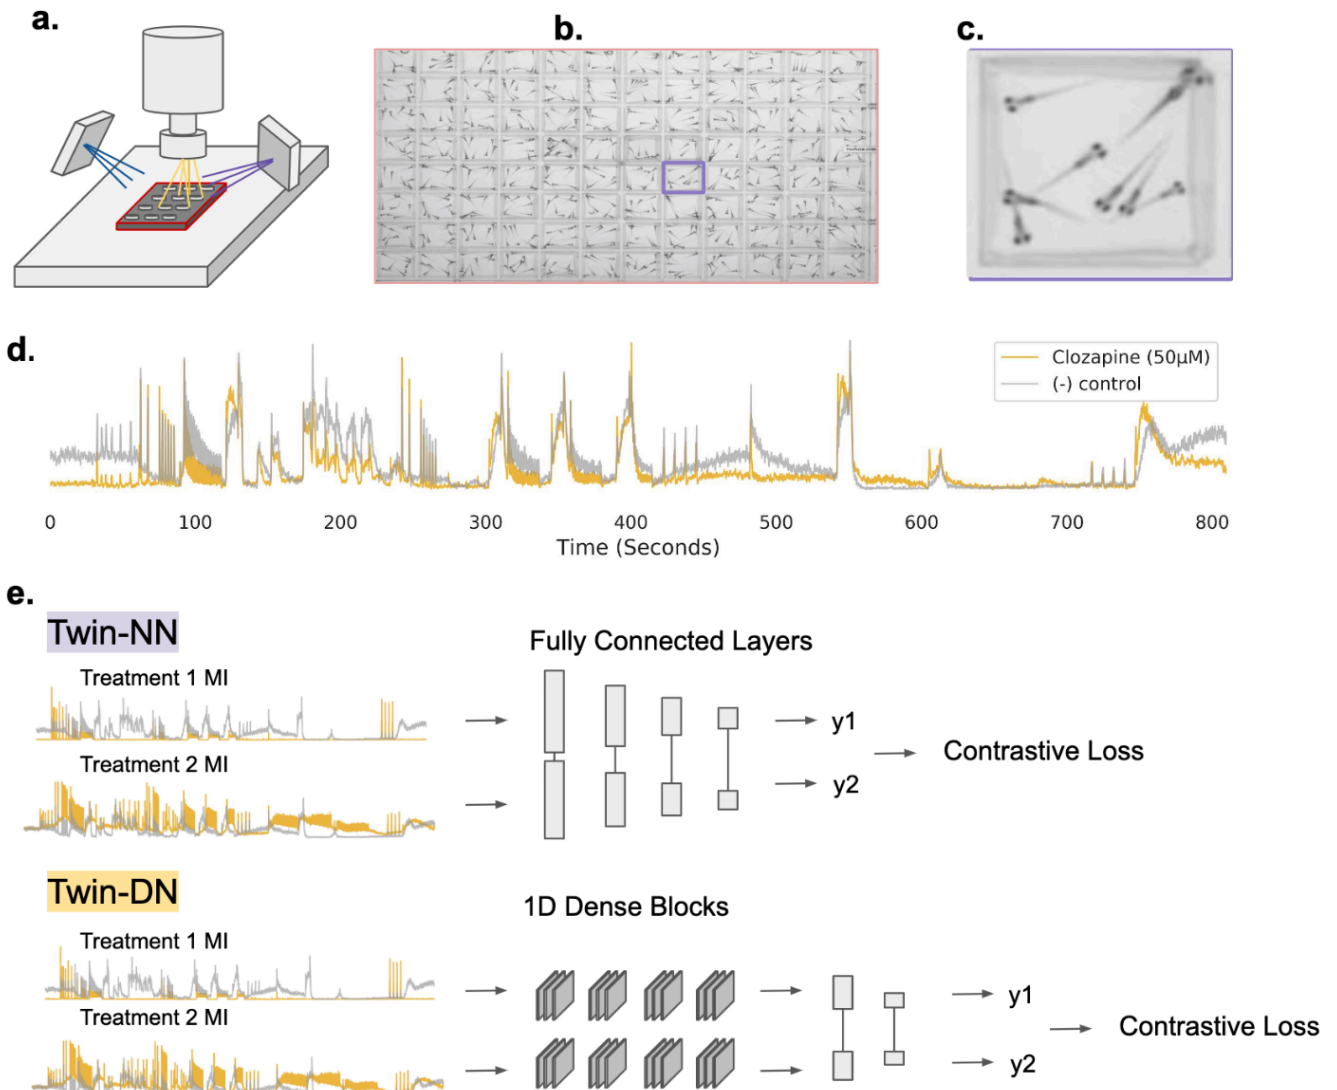 a.
b.
c.
d.
Clozapine (50µM)
(-) control
0 100 200 300 400 500 600 700 800
Time (Seconds)
e.
Twin-NN
Fully Connected Layers
Treatment 1 MI
y1
Treatment 2 MI
Contrastive Loss
y2
Twin-DN
1D Dense Blocks
Treatment 1 MI
y1
Treatment 2 MI
Contrastive Loss
y2